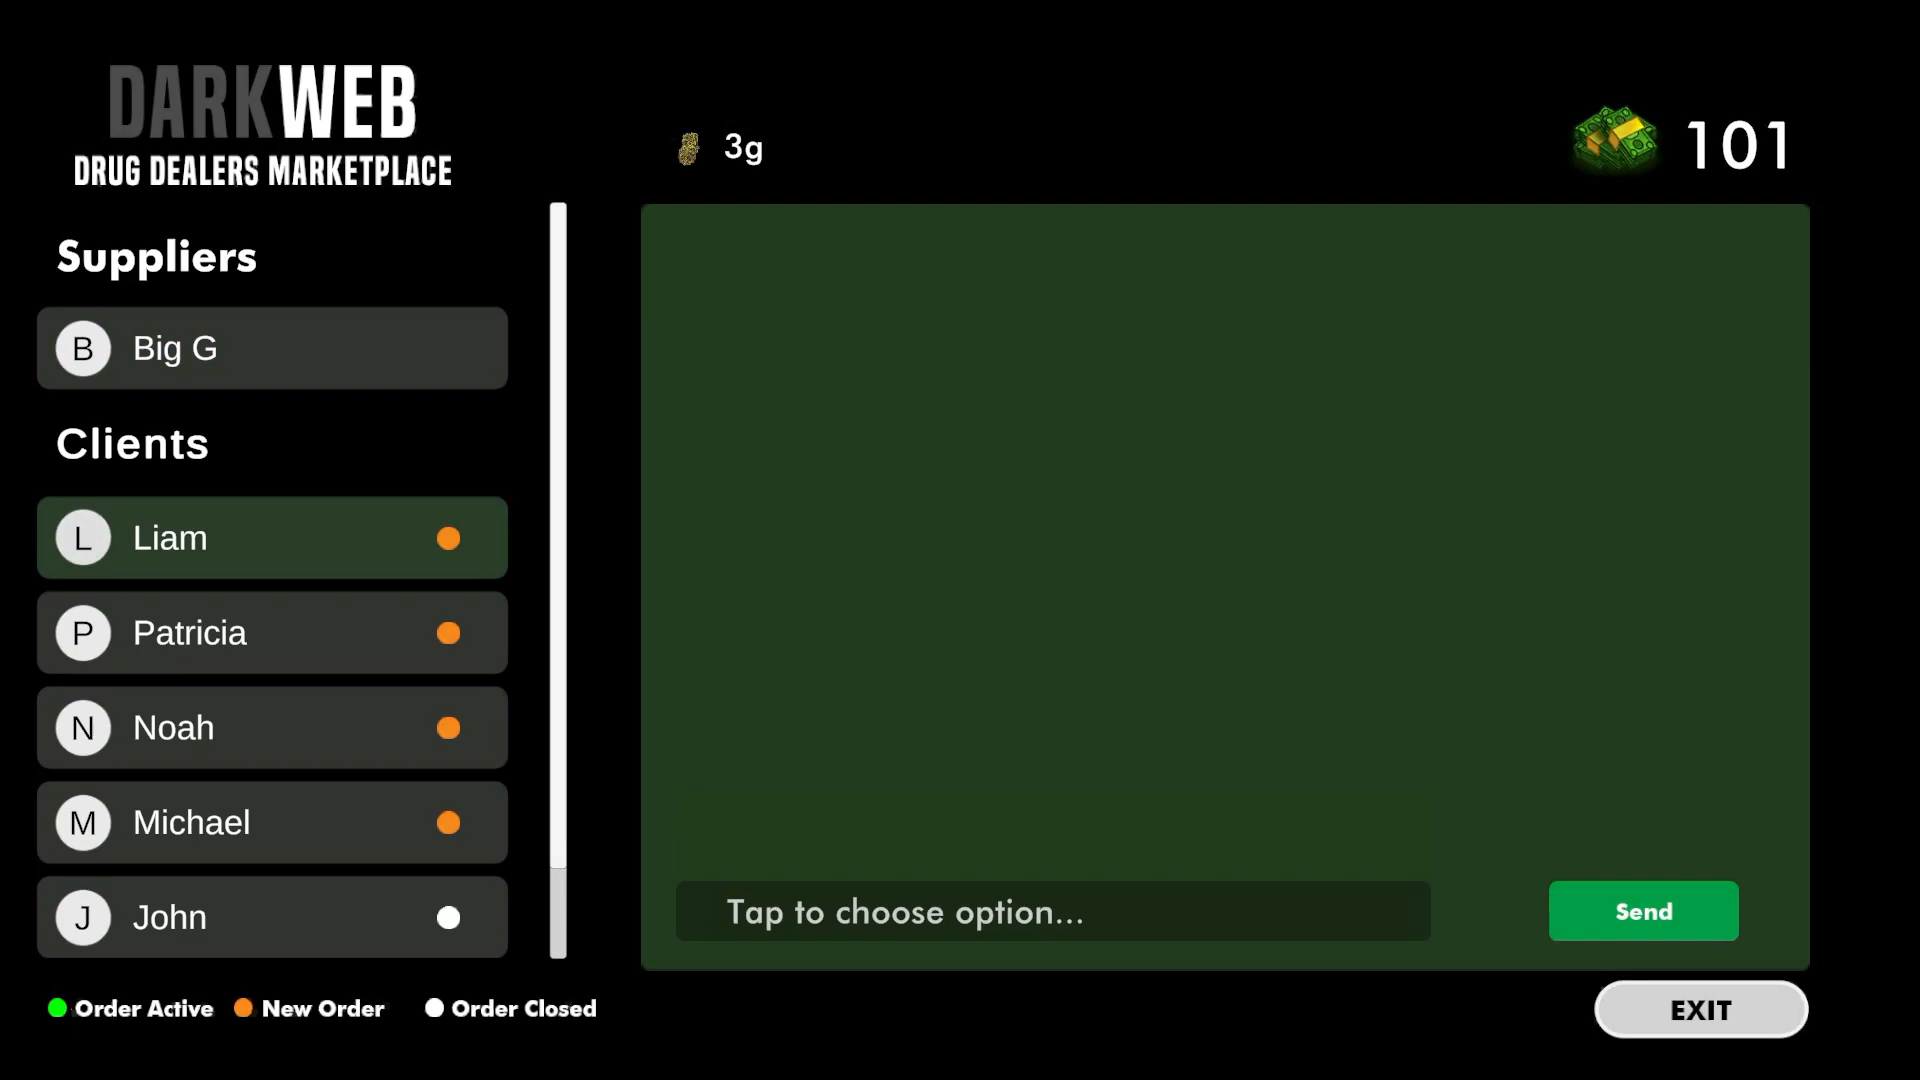 DARKWEB
DRUG DEALERS MARKETPLACE
3g
101
Suppliers
B Big G
Clients
L Liam
P Patricia
N Noah
M Michael
J John
Tap to choose option...
Send
Order Active New Order Order Closed
EXIT